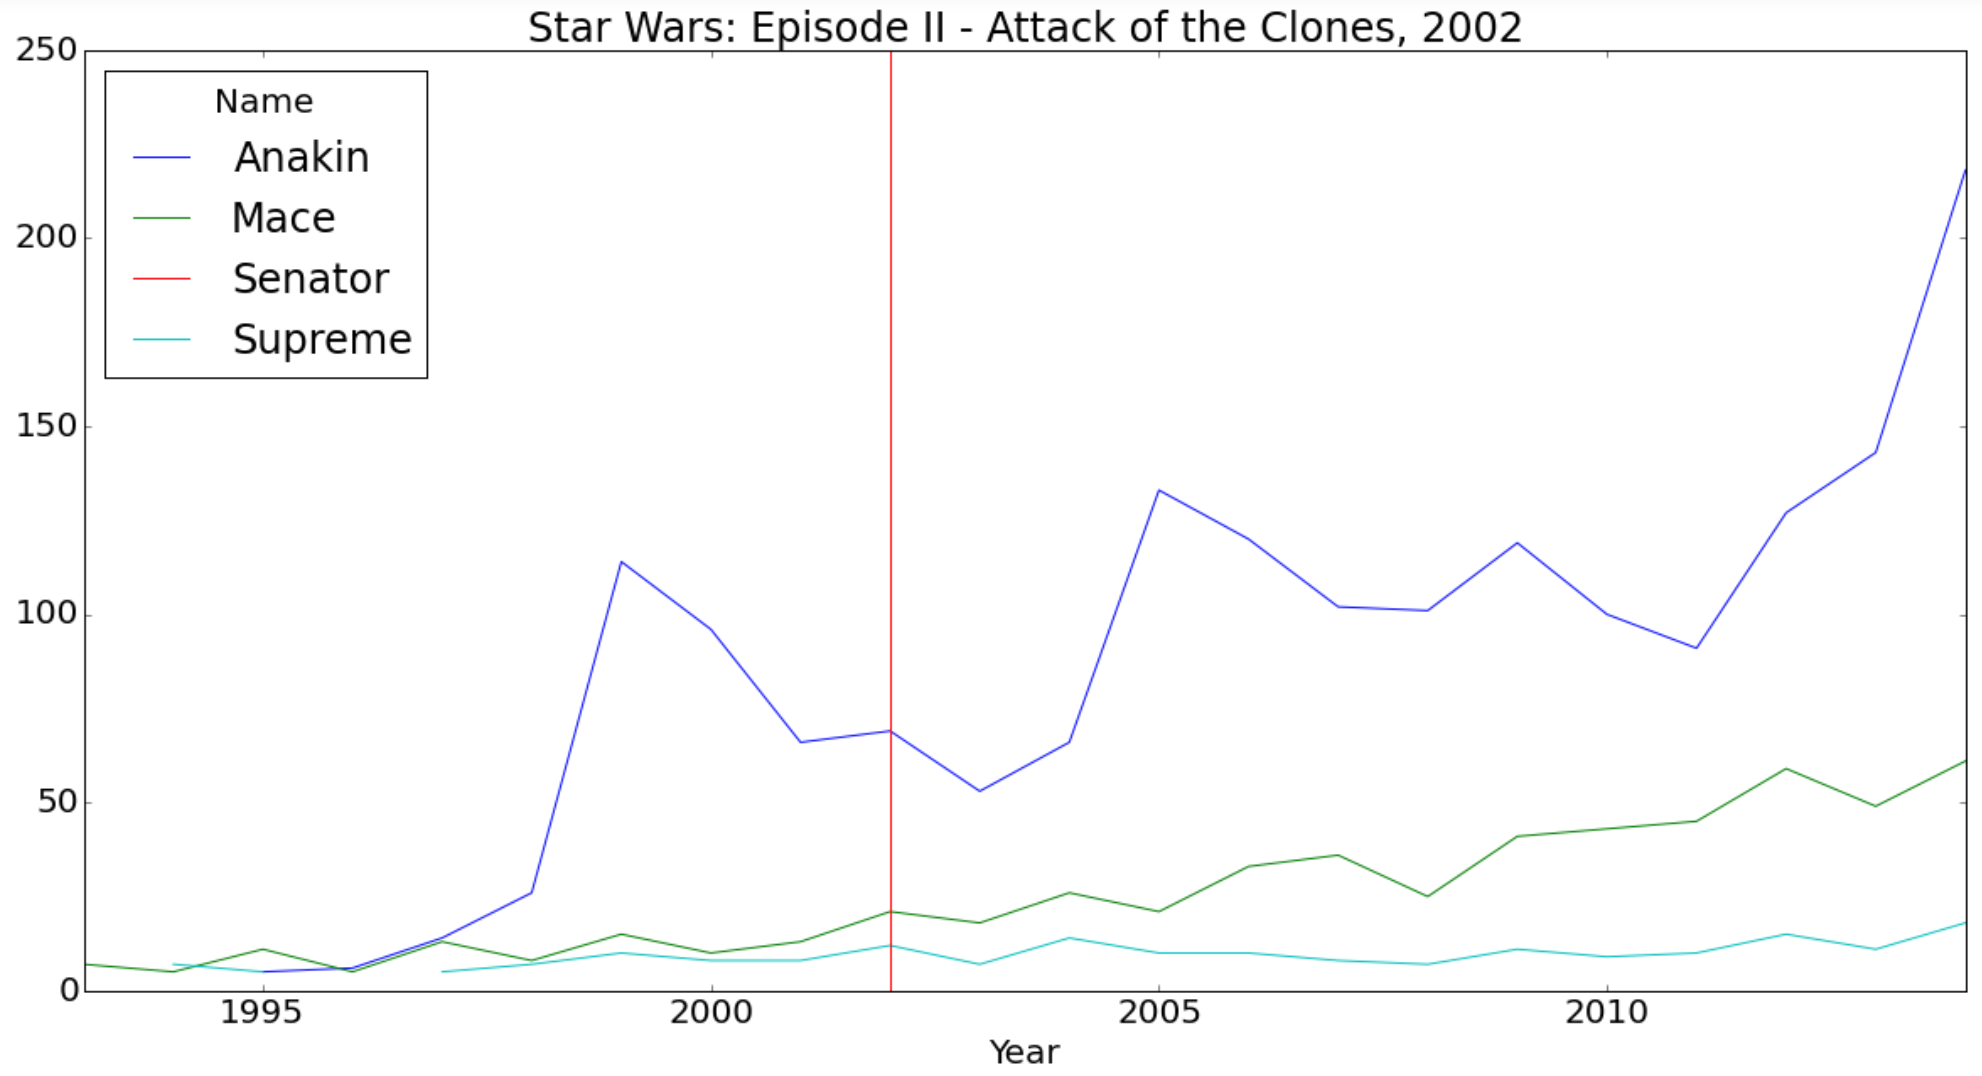 Star Wars: Episode II - Attack of the Clones, 2002
250
200
150
100
50
0
Name
Anakin
Mace
Senator
Supreme
1995 2000 2005 2010
Year